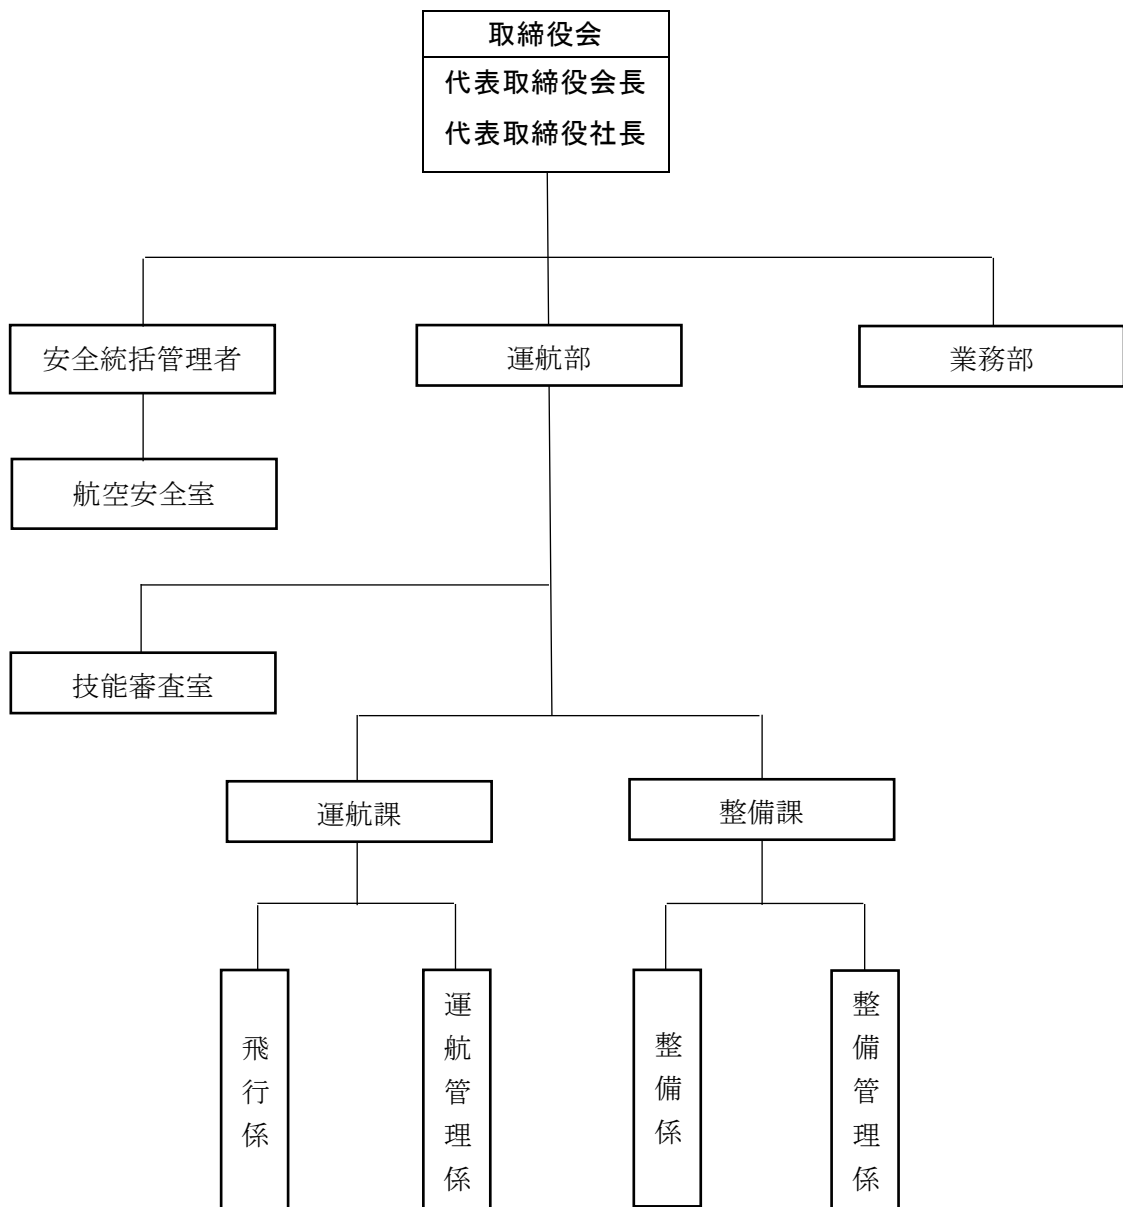 取締役会
代表取締役会長
代表取締役社長
安全統括管理者
運航部
業務部
航空安全室
技能審査室
運航課
整備課
飛行係
運航管理係
整備係
整備管理係